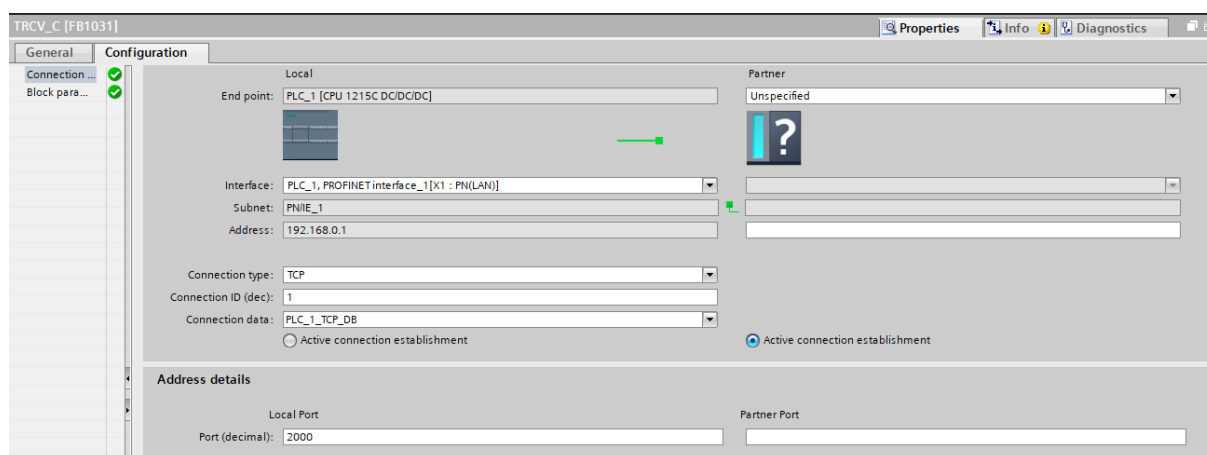 TRCV_C [FB1031]
Properties Info Diagnostics
General Configuration
Connection ...
Block para...
Local Partner
End point: PLC_1 [CPU 1215C DC/DC/DC] Unspecified
?
Interface: PLC_1, PROFINET interface_1[X1 : PN(LAN)]
Subnet: PN/IE_1
Address: 192.168.0.1
Connection type: TCP
Connection ID (dec): 1
Connection data: PLC_1_TCP_DB
Active connection establishment Active connection establishment
Address details
Local Port Partner Port
Port (decimal): 2000